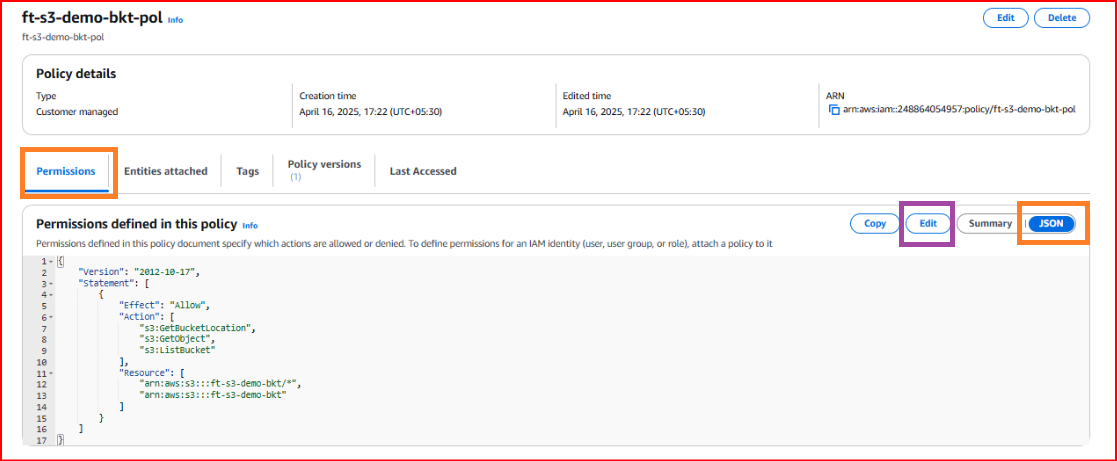 ft-s3-demo-bkt-pol Info
Edit
Delete
ft-s3-demo-bkt-pol
Policy details
Type
Customer managed
Creation time
April 16, 2025, 17:22 (UTC+05:30)
Edited time
April 16, 2025, 17:22 (UTC+05:30)
ARN
arn:aws:iam::248864054957:policy/ft-s3-demo-bkt-pol
Permissions
Entities attached
Tags
Policy versions
(1)
Last Accessed
Permissions defined in this policy Info
Copy
Edit
Summary
JSON
Permissions defined in this policy document specify which actions are allowed or denied. To define permissions for an IAM identity (user, user group, or role), attach a policy to it
1 {
2 "Version": "2012-10-17",
3 "Statement": [
4 {
5 "Effect": "Allow",
6 "Action": [
7 "s3:GetBucketLocation",
8 "s3:GetObject",
9 "s3:ListBucket"
10 ],
11 "Resource": [
12 "arn:aws:s3:::ft-s3-demo-bkt/*",
13 "arn:aws:s3:::ft-s3-demo-bkt"
14 ]
15 }
16 ]
17 }